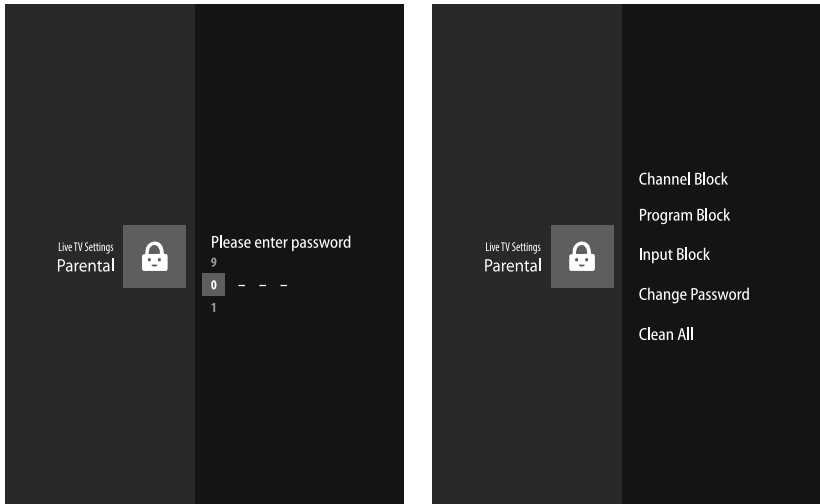 Live TV Settings
Parental
Please enter password
9
0 – – –
1
Live TV Settings
Parental
Channel Block
Program Block
Input Block
Change Password
Clean All